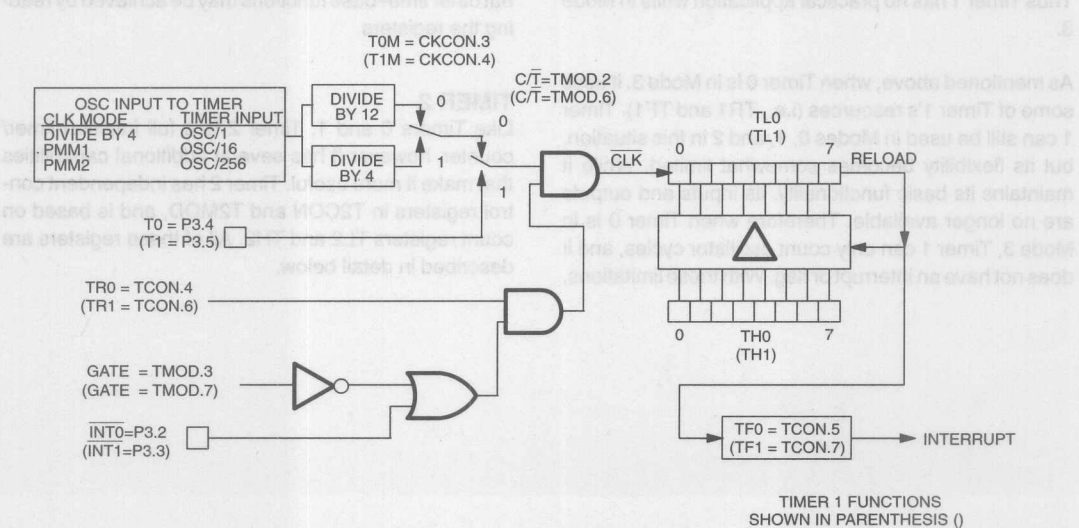 T0M = CKCON.3
(T1M = CKCON.4)
C/T̅=TMOD.2
(C/T̅=TMOD.6)
OSC INPUT TO TIMER
CLK MODE TIMER INPUT
DIVIDE BY 4 OSC/1
PMM1 OSC/16
PMM2 OSC/256
DIVIDE
BY 12
0
DIVIDE
BY 4
1
0
1
T0 = P3.4
(T1 = P3.5)
CLK
0
TL0
(TL1)
7
RELOAD
TR0 = TCON.4
(TR1 = TCON.6)
0
TH0
(TH1)
7
GATE = TMOD.3
(GATE = TMOD.7)
I̅N̅T̅0̅=P3.2
(I̅N̅T̅1̅=P3.3)
TF0 = TCON.5
(TF1 = TCON.7)
INTERRUPT
TIMER 1 FUNCTIONS
SHOWN IN PARENTHESIS ()